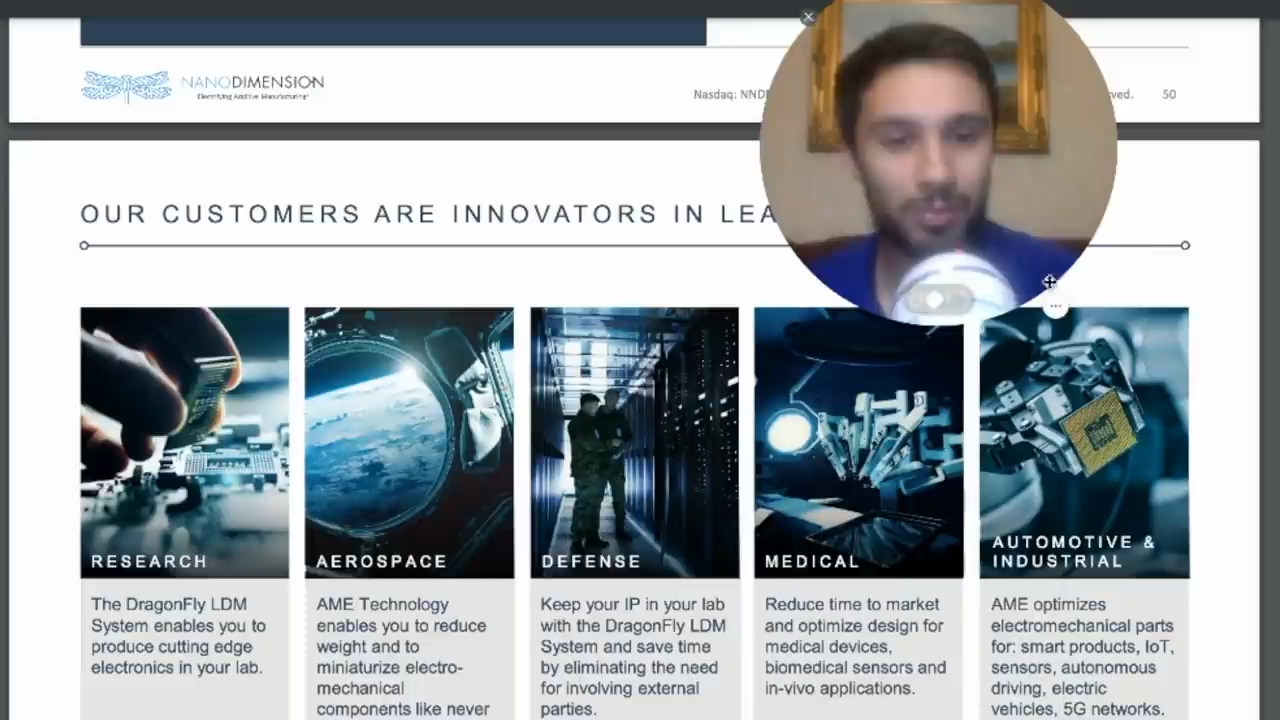 NANODIMENSION
Electrifying Additive Manufacturing
Nasdaq: NND
ved. 50
OUR CUSTOMERS ARE INNOVATORS IN LEA
RESEARCH
The DragonFly LDM
System enables you to
produce cutting edge
electronics in your lab.
AEROSPACE
AME Technology
enables you to reduce
weight and to
miniaturize electro-
mechanical
components like never
DEFENSE
Keep your IP in your lab
with the DragonFly LDM
System and save time
by eliminating the need
for involving external
parties.
MEDICAL
Reduce time to market
and optimize design for
medical devices,
biomedical sensors and
in-vivo applications.
AUTOMOTIVE &
INDUSTRIAL
AME optimizes
electromechanical parts
for: smart products, IoT,
sensors, autonomous
driving, electric
vehicles, 5G networks.